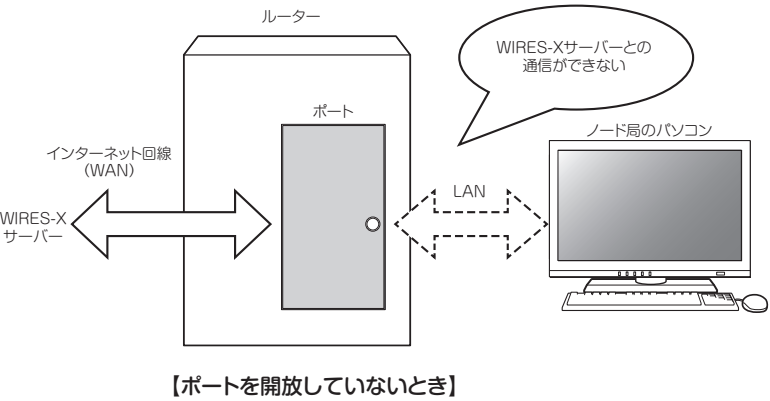 ルーター
WIRES-Xサーバーとの
通信ができない
ポート
ノード局のパソコン
インターネット回線
（WAN）
LAN
WIRES-X
サーバー
【ポートを開放していないとき】